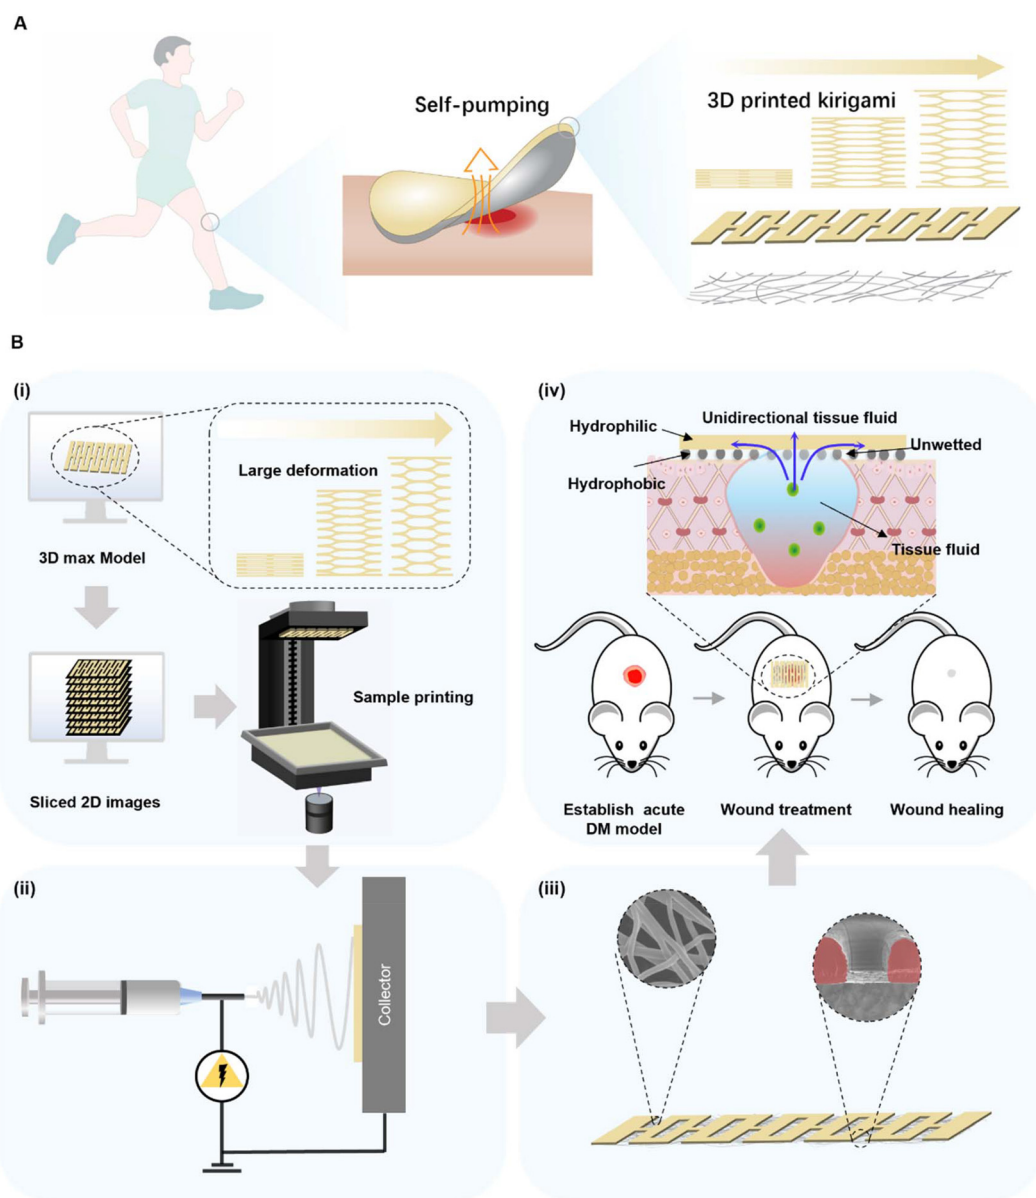 A
Self-pumping
3D printed kirigami
B
(i)
Large deformation
3D max Model
Sample printing
Sliced 2D images
(iv)
Unidirectional tissue fluid
Hydrophilic
Unwetted
Hydrophobic
Tissue fluid
Establish acute
DM model
Wound treatment
Wound healing
(ii)
Collector
(iii)